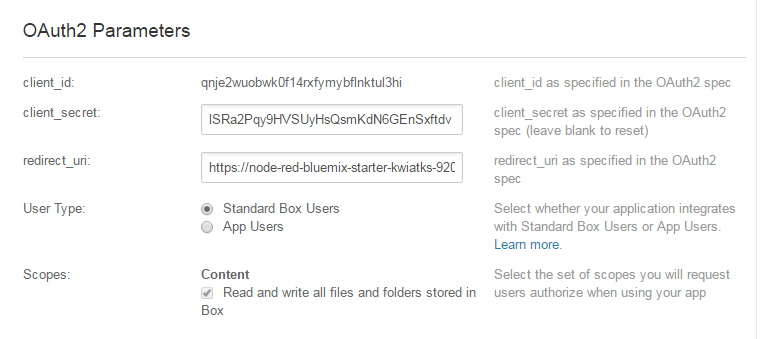 OAuth2 Parameters
client_id: qnje2wuobwk0f14rxfymybflnktul3hi client_id as specified in the OAuth2 spec
client_secret: lSRa2Pqy9HVSUyHsQsmKdN6GEnSxftdv client_secret as specified in the OAuth2
spec (leave blank to reset)
redirect_uri: https://node-red-bluemix-starter-kwiatks-920 redirect_uri as specified in the OAuth2
spec
User Type: Standard Box Users Select whether your application integrates
App Users with Standard Box Users or App Users.
Learn more.
Scopes: Content Select the set of scopes you will request
Read and write all files and folders stored in users authorize when using your app
Box